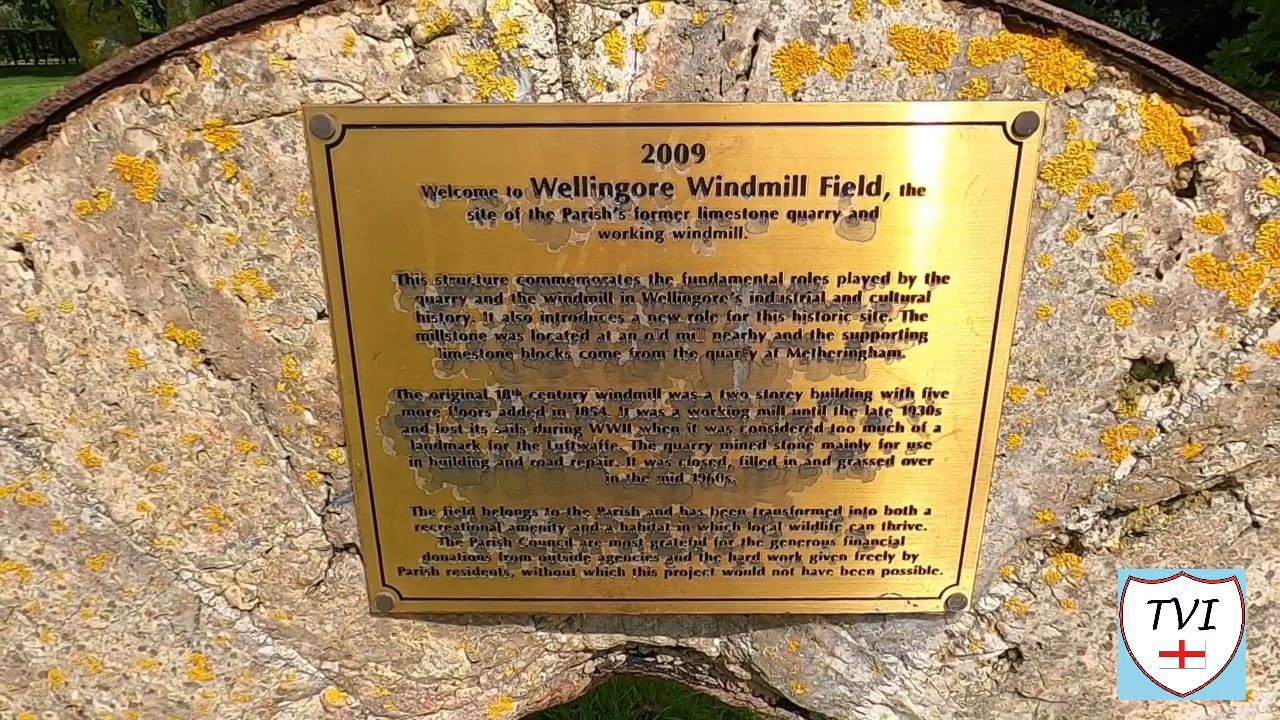 2009
Welcome to Wellingore Windmill Field, the
site of the Parish's former limestone quarry and
working windmill.
This structure commemorates the fundamental roles played by the
quarry and the windmill in Wellingore's industrial and cultural
history. It also introduces a new role for this historic site. The
millstone was located at an old mill nearby and the supporting
limestone blocks come from the quarry at Metheringham.
The original 18th century windmill was a two storey building with five
more floors added in 1854. It was a working mill until the late 1930s
and lost its sails during WWII when it was considered too much of a
landmark for the Luftwaffe. The quarry mined stone mainly for use
in building and road repair. It was closed, filled in and grassed over
in the mid 1960s.
The field belongs to the Parish and has been transformed into both a
recreational amenity and a habitat in which local wildlife can thrive.
The Parish Council are most grateful for the generous financial
donations from outside agencies and the hard work given freely by
Parish residents, without which this project would not have been possible.
TVI